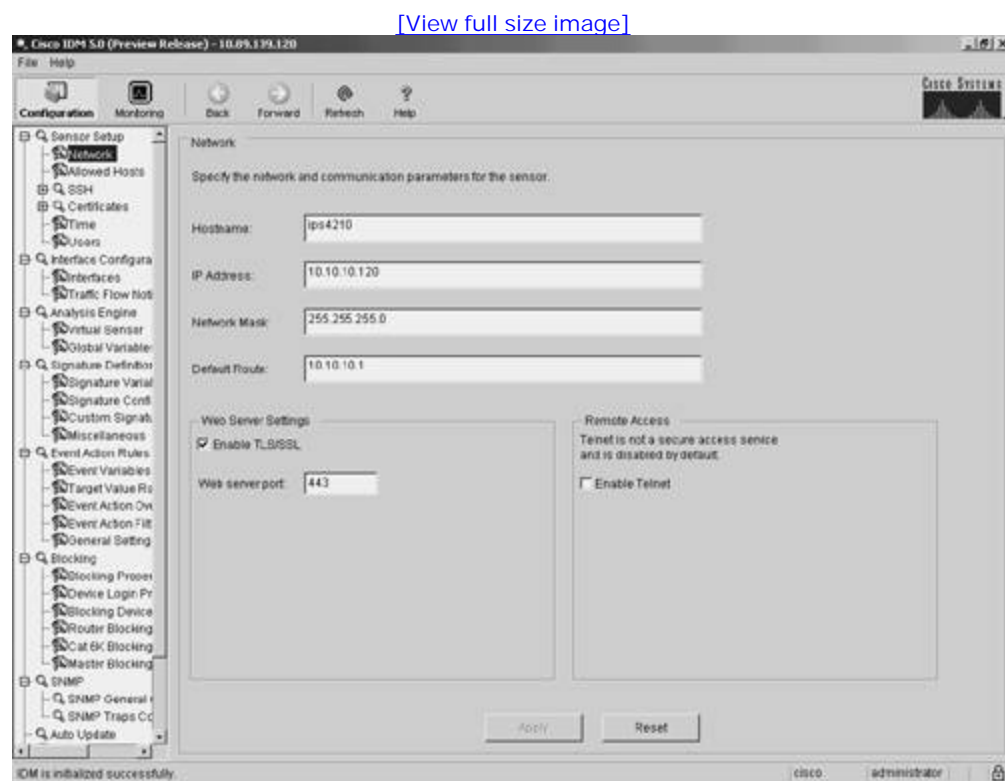 [View full size image]
Cisco IDM 5.0 (Preview Release) - 10.89.139.120
File Help
Configuration Monitoring Back Forward Refresh Help
Cisco Systems
Sensor Setup
Network
Allowed Hosts
SSH
Certificates
Time
Users
Interface Configura
Interfaces
Traffic Flow Noti
Analysis Engine
Virtual Sensor
Global Variable
Signature Definition
Signature Varial
Signature Confi
Custom Signatu
Miscellaneous
Event Action Rules
Event Variables
Target Value Ra
Event Action Ove
Event Action Filt
General Setting
Blocking
Blocking Proper
Device Login Pr
Blocking Device
Router Blocking
Cat 6K Blocking
Master Blocking
SNMP
SNMP General
SNMP Traps Co
Auto Update
Network
Specify the network and communication parameters for the sensor.
Hostname: ips4210
IP Address: 10.10.10.120
Network Mask: 255.255.255.0
Default Route: 10.10.10.1
Web Server Settings
Enable TLS/SSL
Web server port: 443
Remote Access
Telnet is not a secure access service
and is disabled by default.
Enable Telnet
Apply Reset
IDM is initialized successfully. cisco administrator